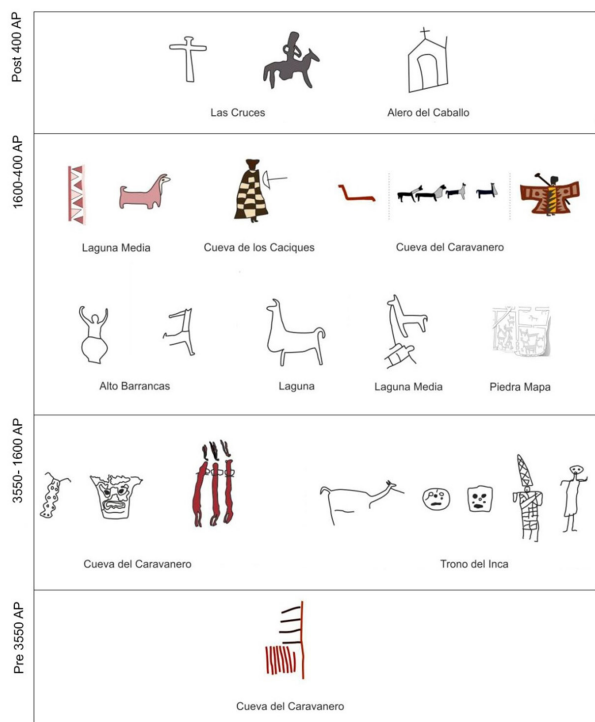 Post 400 AP
Las Cruces
Alero del Caballo
1600-400 AP
Laguna Media
Cueva de los Caciques
Cueva del Caravanero
Alto Barrancas
Laguna
Laguna Media
Piedra Mapa
3550- 1600 AP
Cueva del Caravanero
Trono del Inca
Pre 3550 AP
Cueva del Caravanero